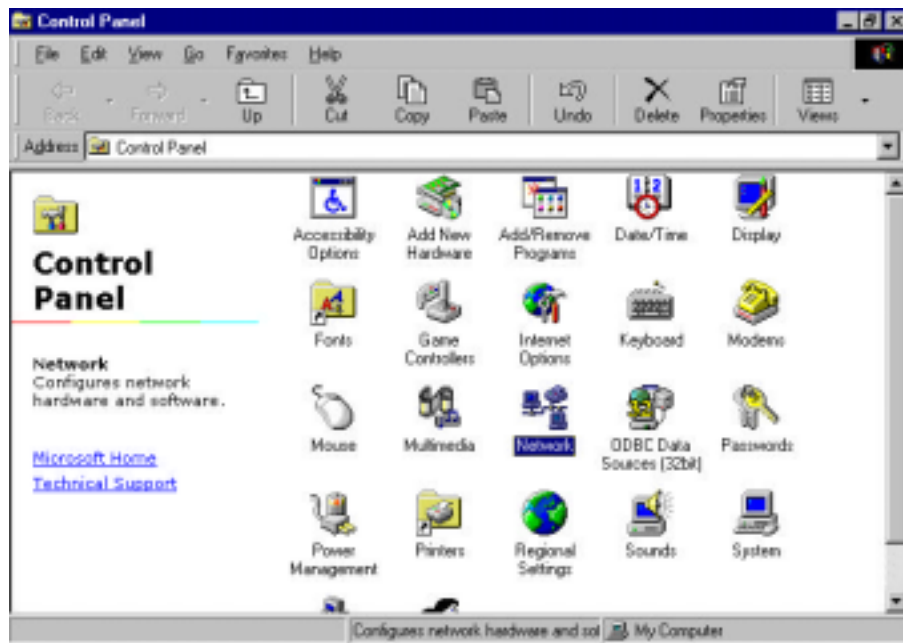 Control Panel
File Edit View Go Favorites Help
Back Forward Up Cut Copy Paste Undo Delete Properties Views
Address Control Panel
Control
Panel
Network
Configures network
hardware and software.
Microsoft Home
Technical Support
Accessibility Options
Add New Hardware
Add/Remove Programs
Date/Time
Display
Fonts
Game Controllers
Internet Options
Keyboard
Modems
Mouse
Multimedia
Network
ODBC Data Sources (32bit)
Passwords
Power Management
Printers
Regional Settings
Sounds
System
Configures network hardware and sol My Computer